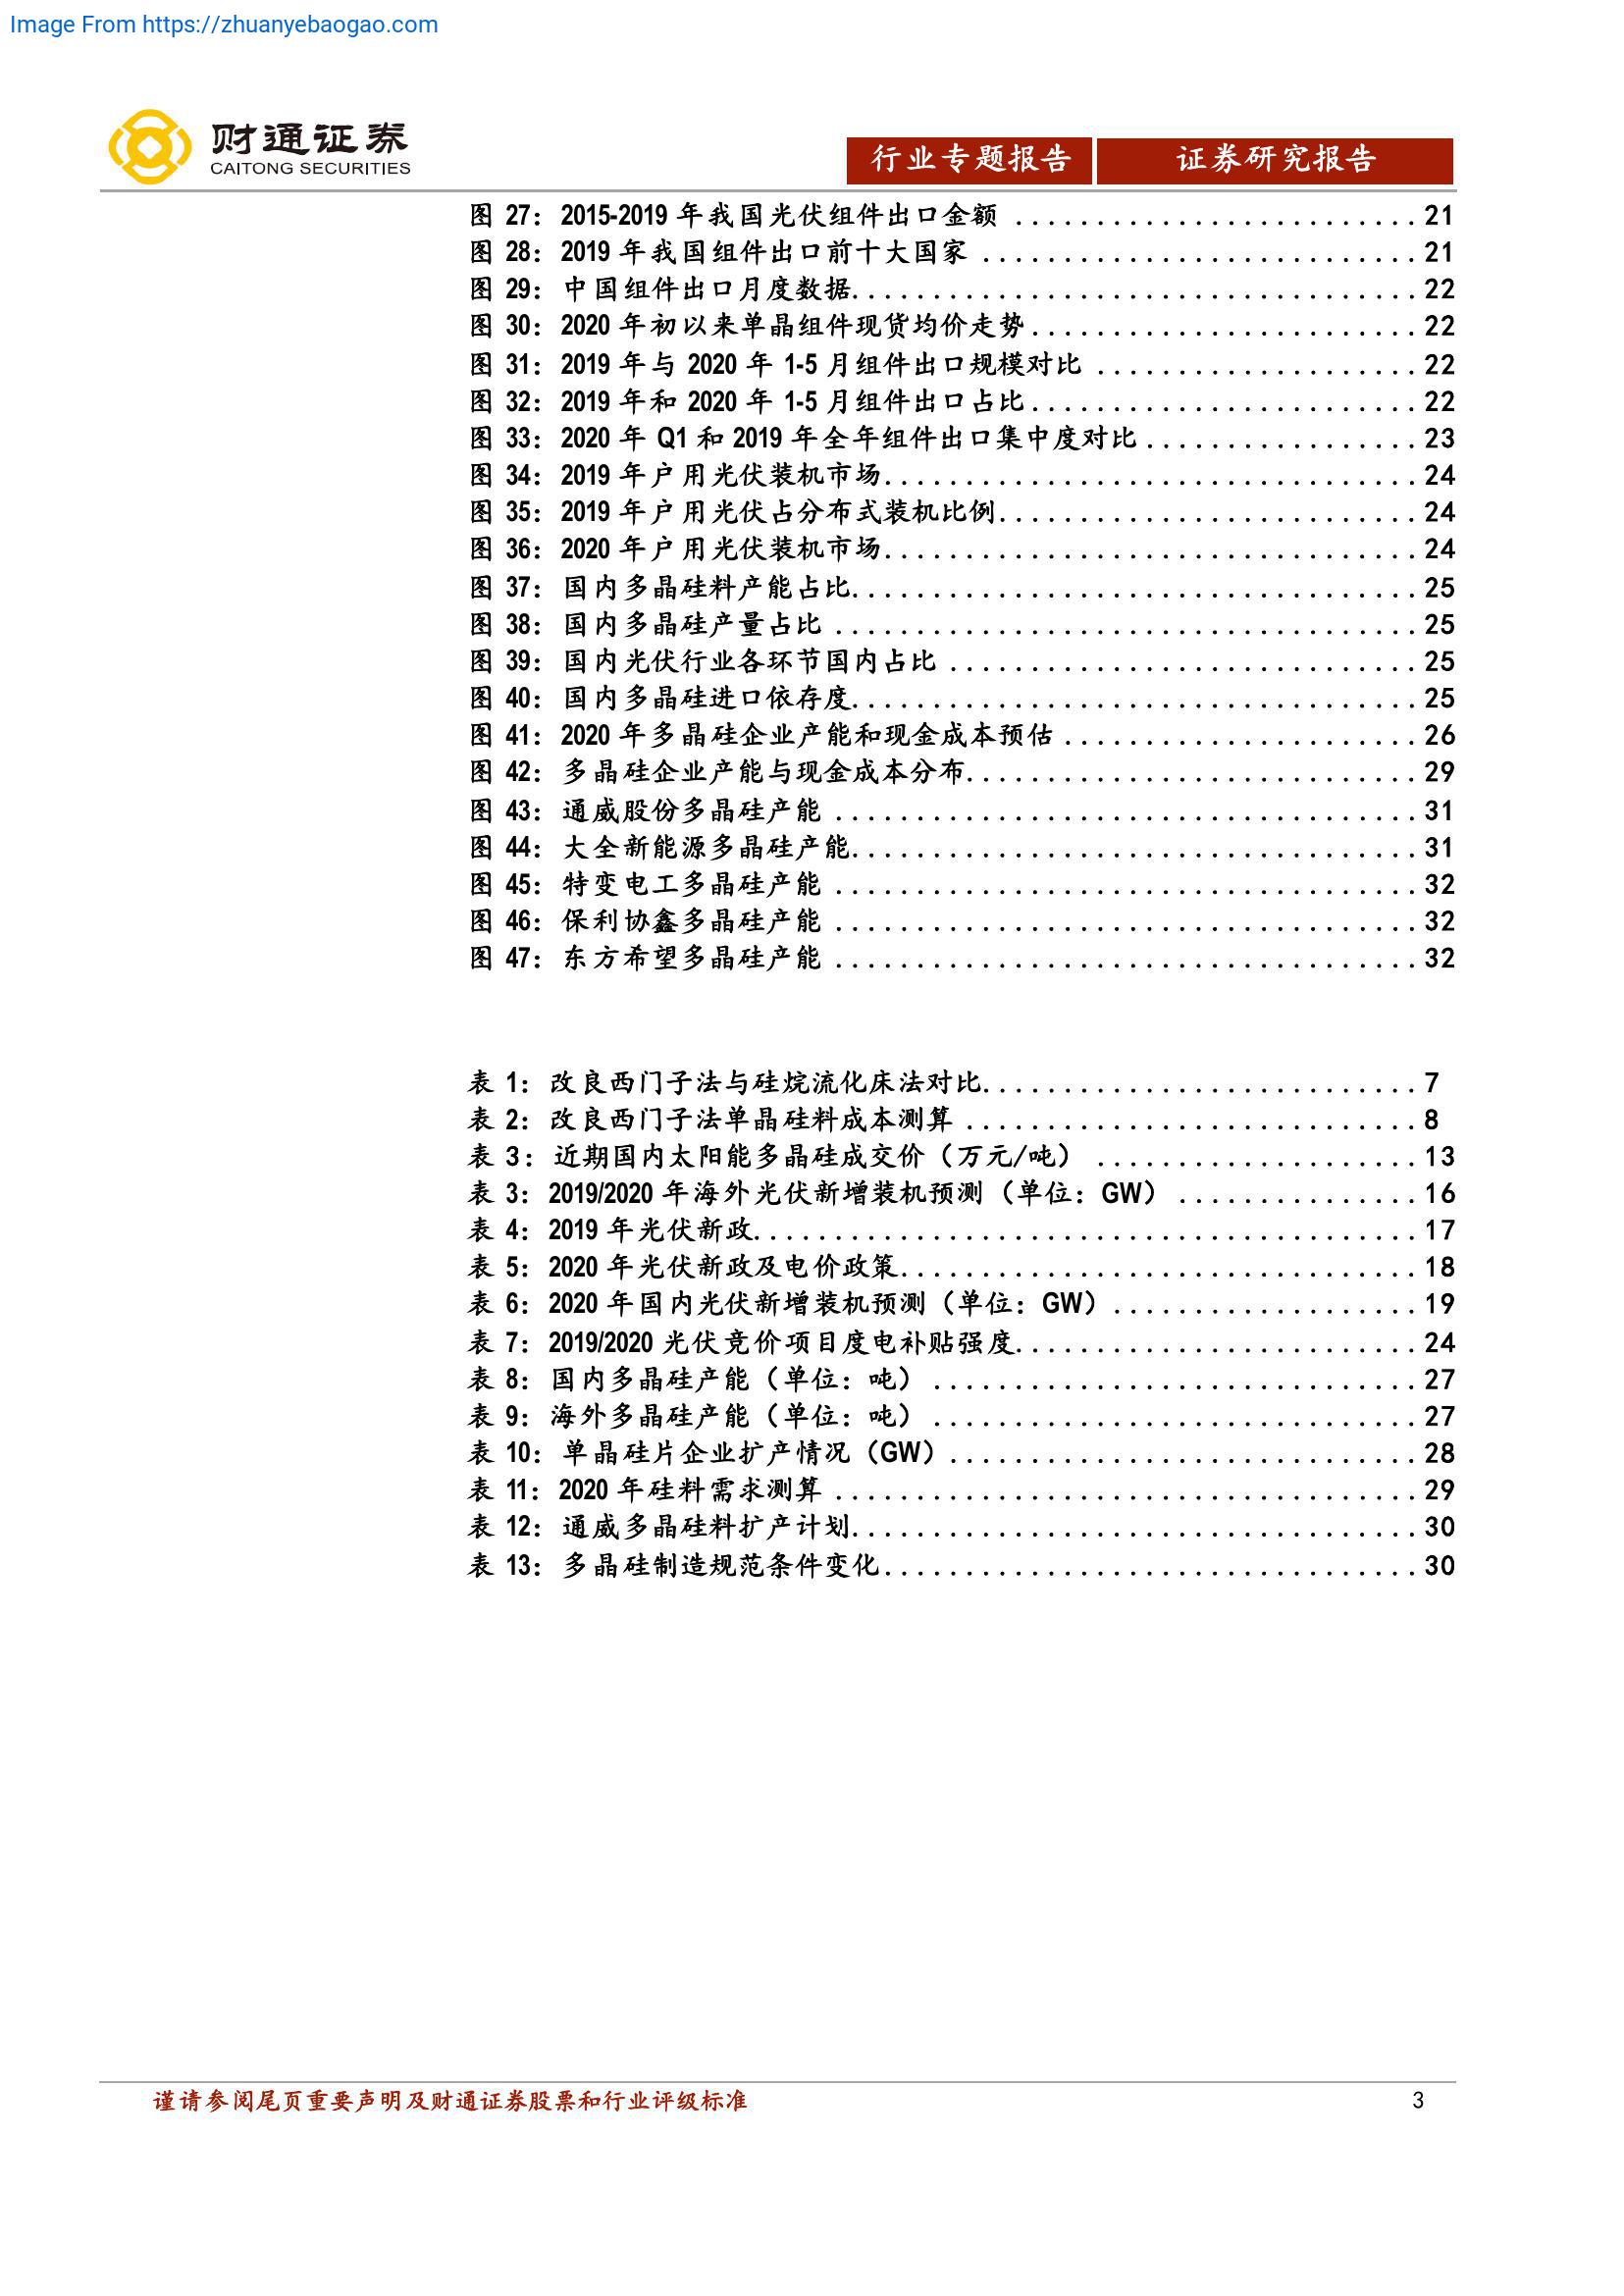 Image From https://zhuanyebaogao.com
财通证券
CAITONG SECURITIES
行业专题报告
证券研究报告
图 27：2015-2019 年我国光伏组件出口金额 .........................21
图 28：2019 年我国组件出口前十大国家 ...........................21
图 29：中国组件出口月度数据...................................22
图 30：2020 年初以来单晶组件现货均价走势........................22
图 31：2019 年与 2020 年 1-5 月组件出口规模对比 ....................22
图 32：2019 年和 2020 年 1-5 月组件出口占比........................22
图 33：2020 年 Q1 和 2019 年全年组件出口集中度对比.................23
图 34：2019 年户用光伏装机市场.................................24
图 35：2019 年户用光伏占分布式装机比例..........................24
图 36：2020 年户用光伏装机市场.................................24
图 37：国内多晶硅料产能占比...................................25
图 38：国内多晶硅产量占比 ....................................25
图 39：国内光伏行业各环节国内占比 .............................25
图 40：国内多晶硅进口依存度...................................25
图 41：2020 年多晶硅企业产能和现金成本预估 ......................26
图 42：多晶硅企业产能与现金成本分布............................29
图 43：通威股份多晶硅产能 ....................................31
图 44：大全新能源多晶硅产能...................................31
图 45：特变电工多晶硅产能 ....................................32
图 46：保利协鑫多晶硅产能 ....................................32
图 47：东方希望多晶硅产能 ....................................32
表 1：改良西门子法与硅烷流化床法对比...........................7
表 2：改良西门子法单晶硅料成本测算 ............................8
表 3：近期国内太阳能多晶硅成交价（万元/吨） ....................13
表 3：2019/2020 年海外光伏新增装机预测（单位：GW） ...............16
表 4：2019 年光伏新政.........................................17
表 5：2020 年光伏新政及电价政策................................18
表 6：2020 年国内光伏新增装机预测（单位：GW）...................19
表 7：2019/2020 光伏竞价项目度电补贴强度.........................24
表 8：国内多晶硅产能（单位：吨） ..............................27
表 9：海外多晶硅产能（单位：吨） ..............................27
表 10：单晶硅片企业扩产情况（GW）.............................28
表 11：2020 年硅料需求测算 ....................................29
表 12：通威多晶硅料扩产计划...................................30
表 13：多晶硅制造规范条件变化.................................30
谨请参阅尾页重要声明及财通证券股票和行业评级标准
3